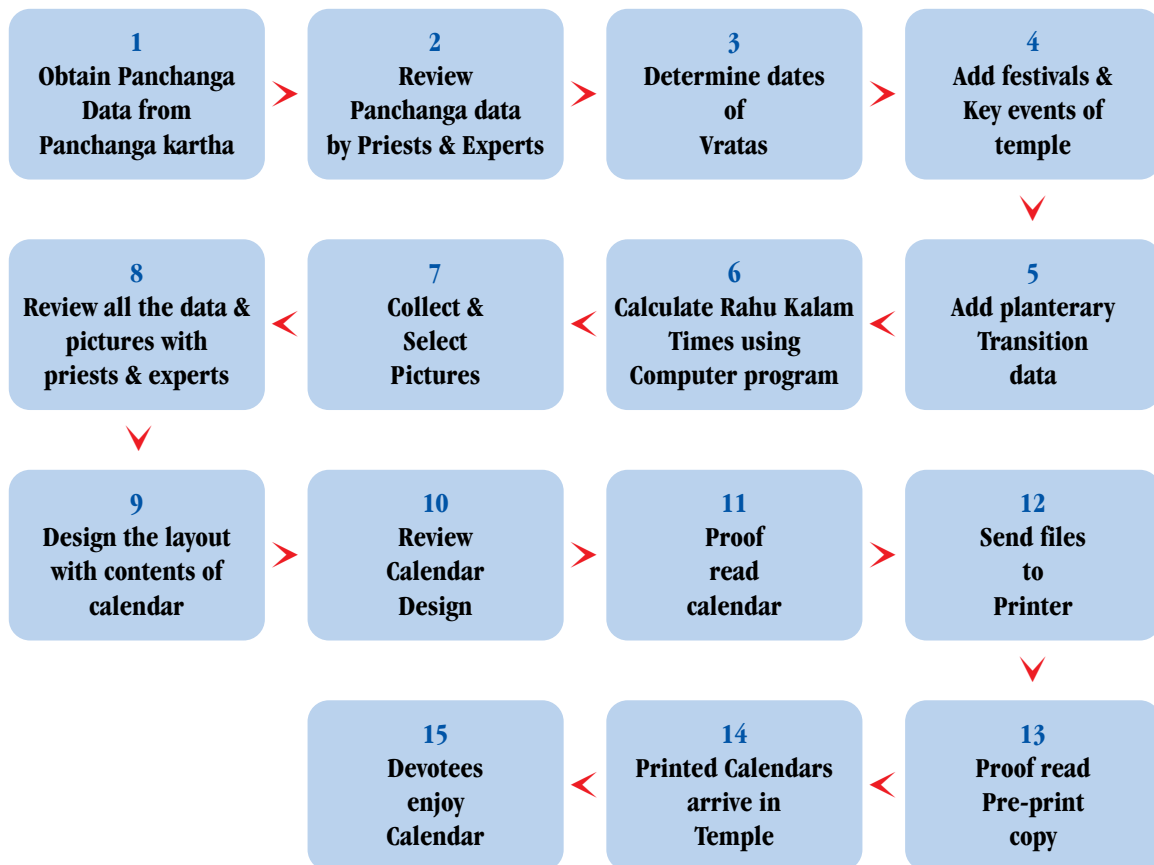 1
Obtain Panchanga
Data from
Panchanga kartha
2
Review
Panchanga data
by Priests & Experts
3
Determine dates
of
Vratas
4
Add festivals &
Key events of
temple
5
Add planterary
Transition
data
6
Calculate Rahu Kalam
Times using
Computer program
7
Collect &
Select
Pictures
8
Review all the data &
pictures with
priests & experts
9
Design the layout
with contents of
calendar
10
Review
Calendar
Design
11
Proof
read
calendar
12
Send files
to
Printer
13
Proof read
Pre-print
copy
14
Printed Calendars
arrive in
Temple
15
Devotees
enjoy
Calendar